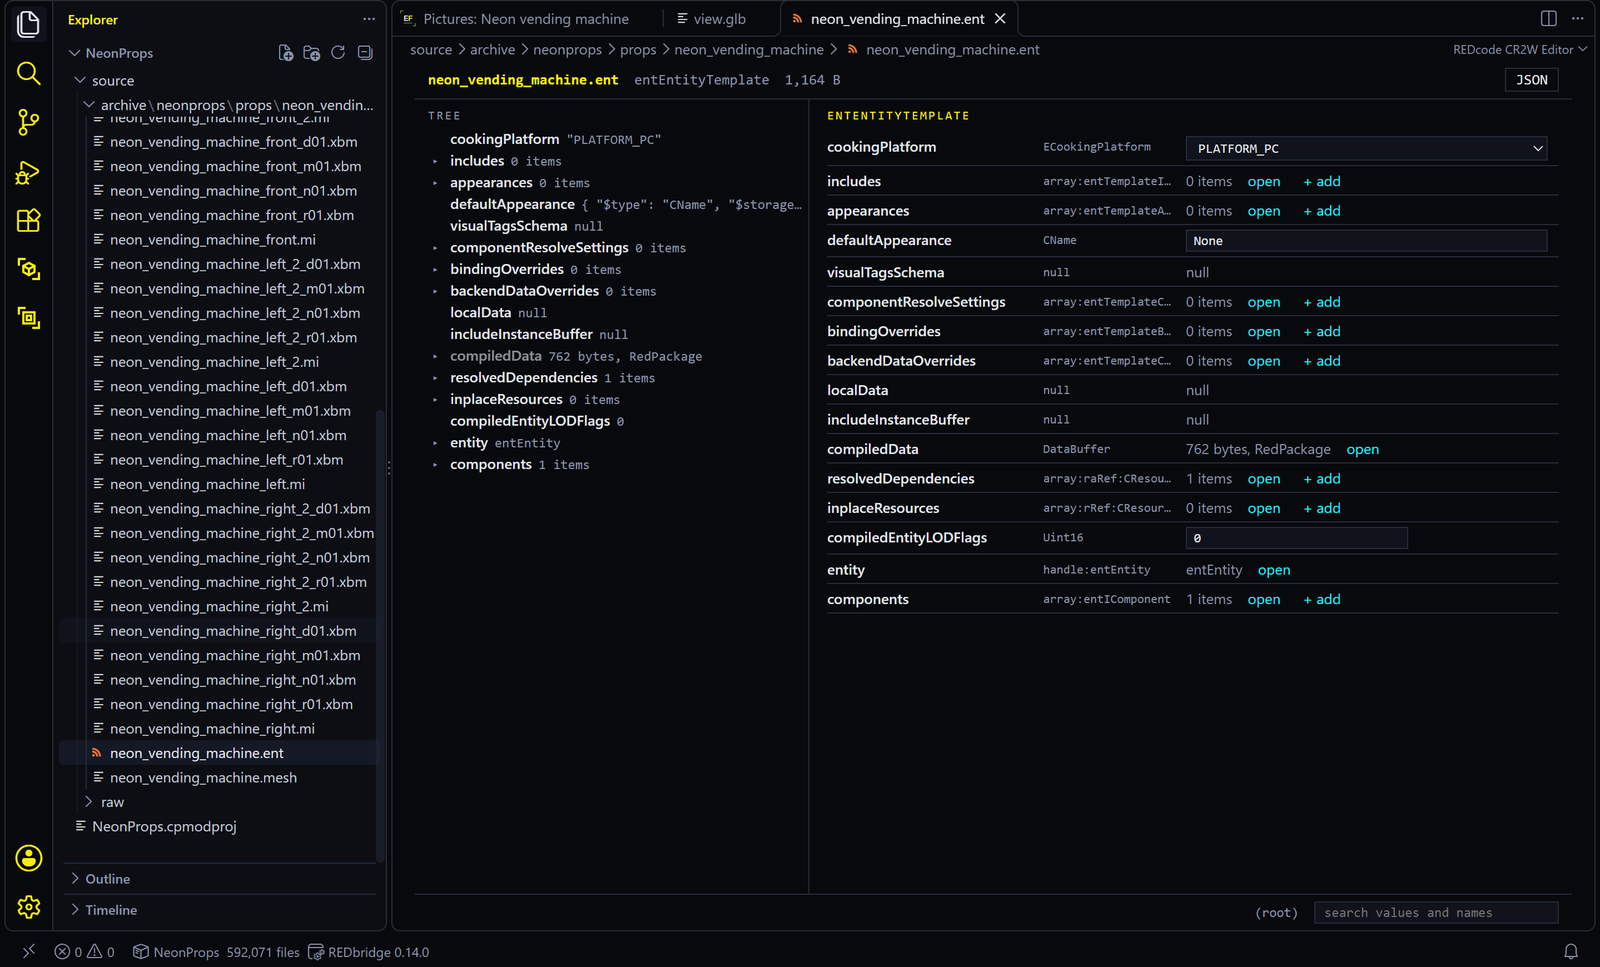 Explorer
NeonProps
source
archive\neonprops\props\neon_vendin...
neon_vending_machine_front_2.mi
neon_vending_machine_front_d01.xbm
neon_vending_machine_front_m01.xbm
neon_vending_machine_front_n01.xbm
neon_vending_machine_front_r01.xbm
neon_vending_machine_front.mi
neon_vending_machine_left_2_d01.xbm
neon_vending_machine_left_2_m01.xbm
neon_vending_machine_left_2_n01.xbm
neon_vending_machine_left_2_r01.xbm
neon_vending_machine_left_2.mi
neon_vending_machine_left_d01.xbm
neon_vending_machine_left_m01.xbm
neon_vending_machine_left_n01.xbm
neon_vending_machine_left_r01.xbm
neon_vending_machine_left.mi
neon_vending_machine_right_2_d01.xbm
neon_vending_machine_right_2_m01.xbm
neon_vending_machine_right_2_n01.xbm
neon_vending_machine_right_2_r01.xbm
neon_vending_machine_right_2.mi
neon_vending_machine_right_d01.xbm
neon_vending_machine_right_m01.xbm
neon_vending_machine_right_n01.xbm
neon_vending_machine_right_r01.xbm
neon_vending_machine_right.mi
neon_vending_machine.ent
neon_vending_machine.mesh
raw
NeonProps.cpmodproj
Outline
Timeline
EF Pictures: Neon vending machine
view.glb
neon_vending_machine.ent
source > archive > neonprops > props > neon_vending_machine > neon_vending_machine.ent
REDcode CR2W Editor
neon_vending_machine.ent entEntityTemplate 1,164 B
JSON
TREE
cookingPlatform "PLATFORM_PC"
includes 0 items
appearances 0 items
defaultAppearance { "$type": "CName", "$storage...
visualTagsSchema null
componentResolveSettings 0 items
bindingOverrides 0 items
backendDataOverrides 0 items
localData null
includeInstanceBuffer null
compiledData 762 bytes, RedPackage
resolvedDependencies 1 items
inplaceResources 0 items
compiledEntityLODFlags 0
entity entEntity
components 1 items
ENTENTITYTEMPLATE
cookingPlatform ECookingPlatform PLATFORM_PC
includes array:entTemplateI... 0 items open + add
appearances array:entTemplateA... 0 items open + add
defaultAppearance CName None
visualTagsSchema null null
componentResolveSettings array:entTemplateC... 0 items open + add
bindingOverrides array:entTemplateB... 0 items open + add
backendDataOverrides array:entTemplateC... 0 items open + add
localData null null
includeInstanceBuffer null null
compiledData DataBuffer 762 bytes, RedPackage open
resolvedDependencies array:raRef:CResou... 1 items open + add
inplaceResources array:rRef:CResour... 0 items open + add
compiledEntityLODFlags Uint16 0
entity handle:entEntity entEntity open
components array:entIComponent 1 items open + add
(root) search values and names
0 0 NeonProps 592,071 files REDbridge 0.14.0